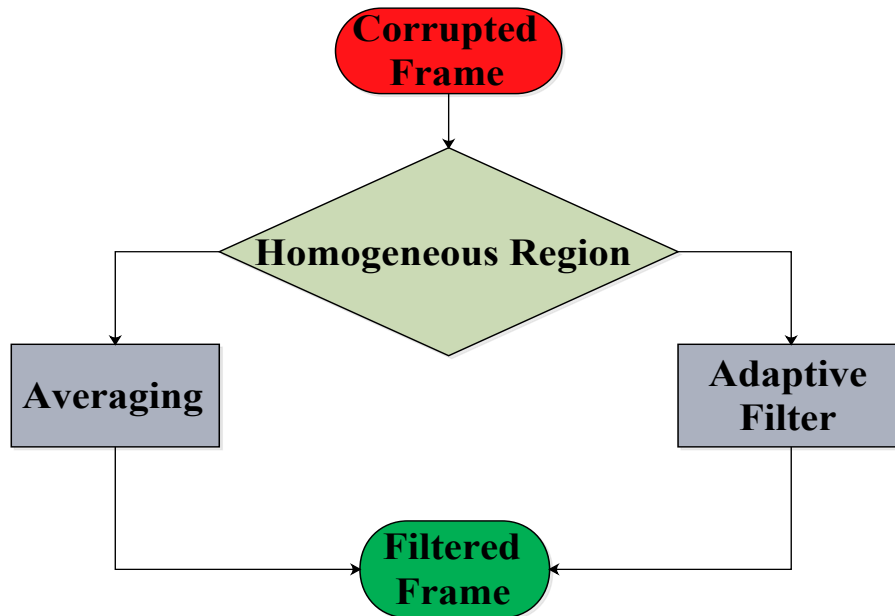 Corrupted
Frame
Homogeneous Region
Averaging
Adaptive
Filter
Filtered
Frame